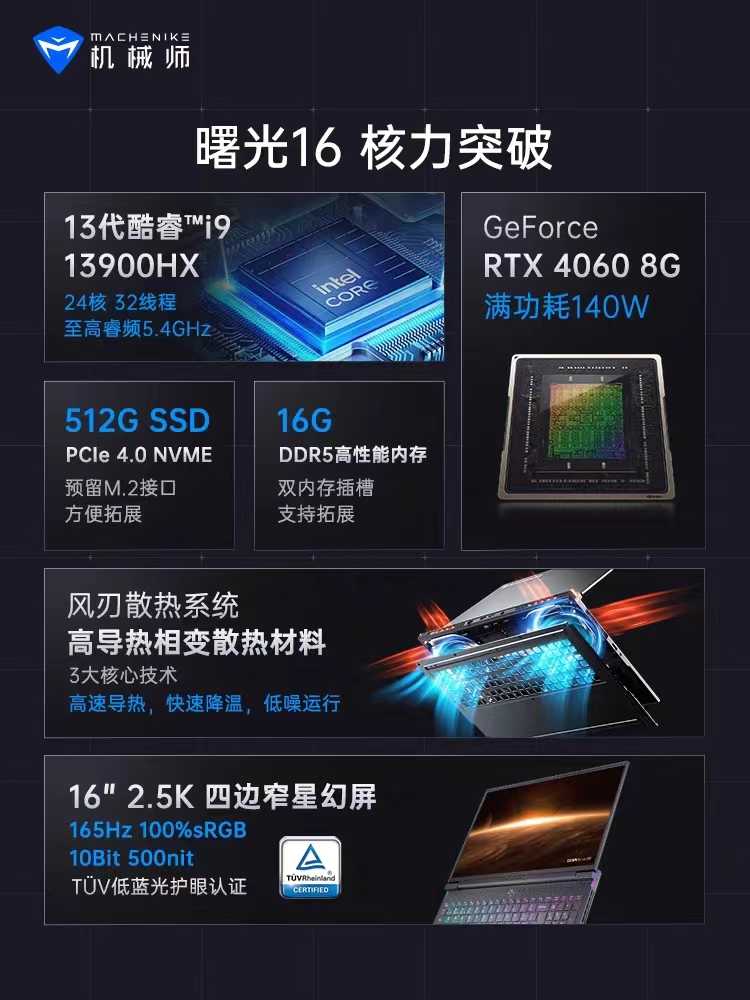 MACHENIKE
机械师
曙光16 核力突破
13代酷睿™i9
13900HX
24核 32线程
至高睿频5.4GHz
intel
CORE
GeForce
RTX 4060 8G
满功耗140W
512G SSD
PCIe 4.0 NVME
预留M.2接口
方便拓展
16G
DDR5高性能内存
双内存插槽
支持拓展
风刃散热系统
高导热相变散热材料
3大核心技术
高速导热，快速降温，低噪运行
16" 2.5K 四边窄星幻屏
165Hz 100%sRGB
10Bit 500nit
TÜV低蓝光护眼认证
TÜVRheinland
CERTIFIED